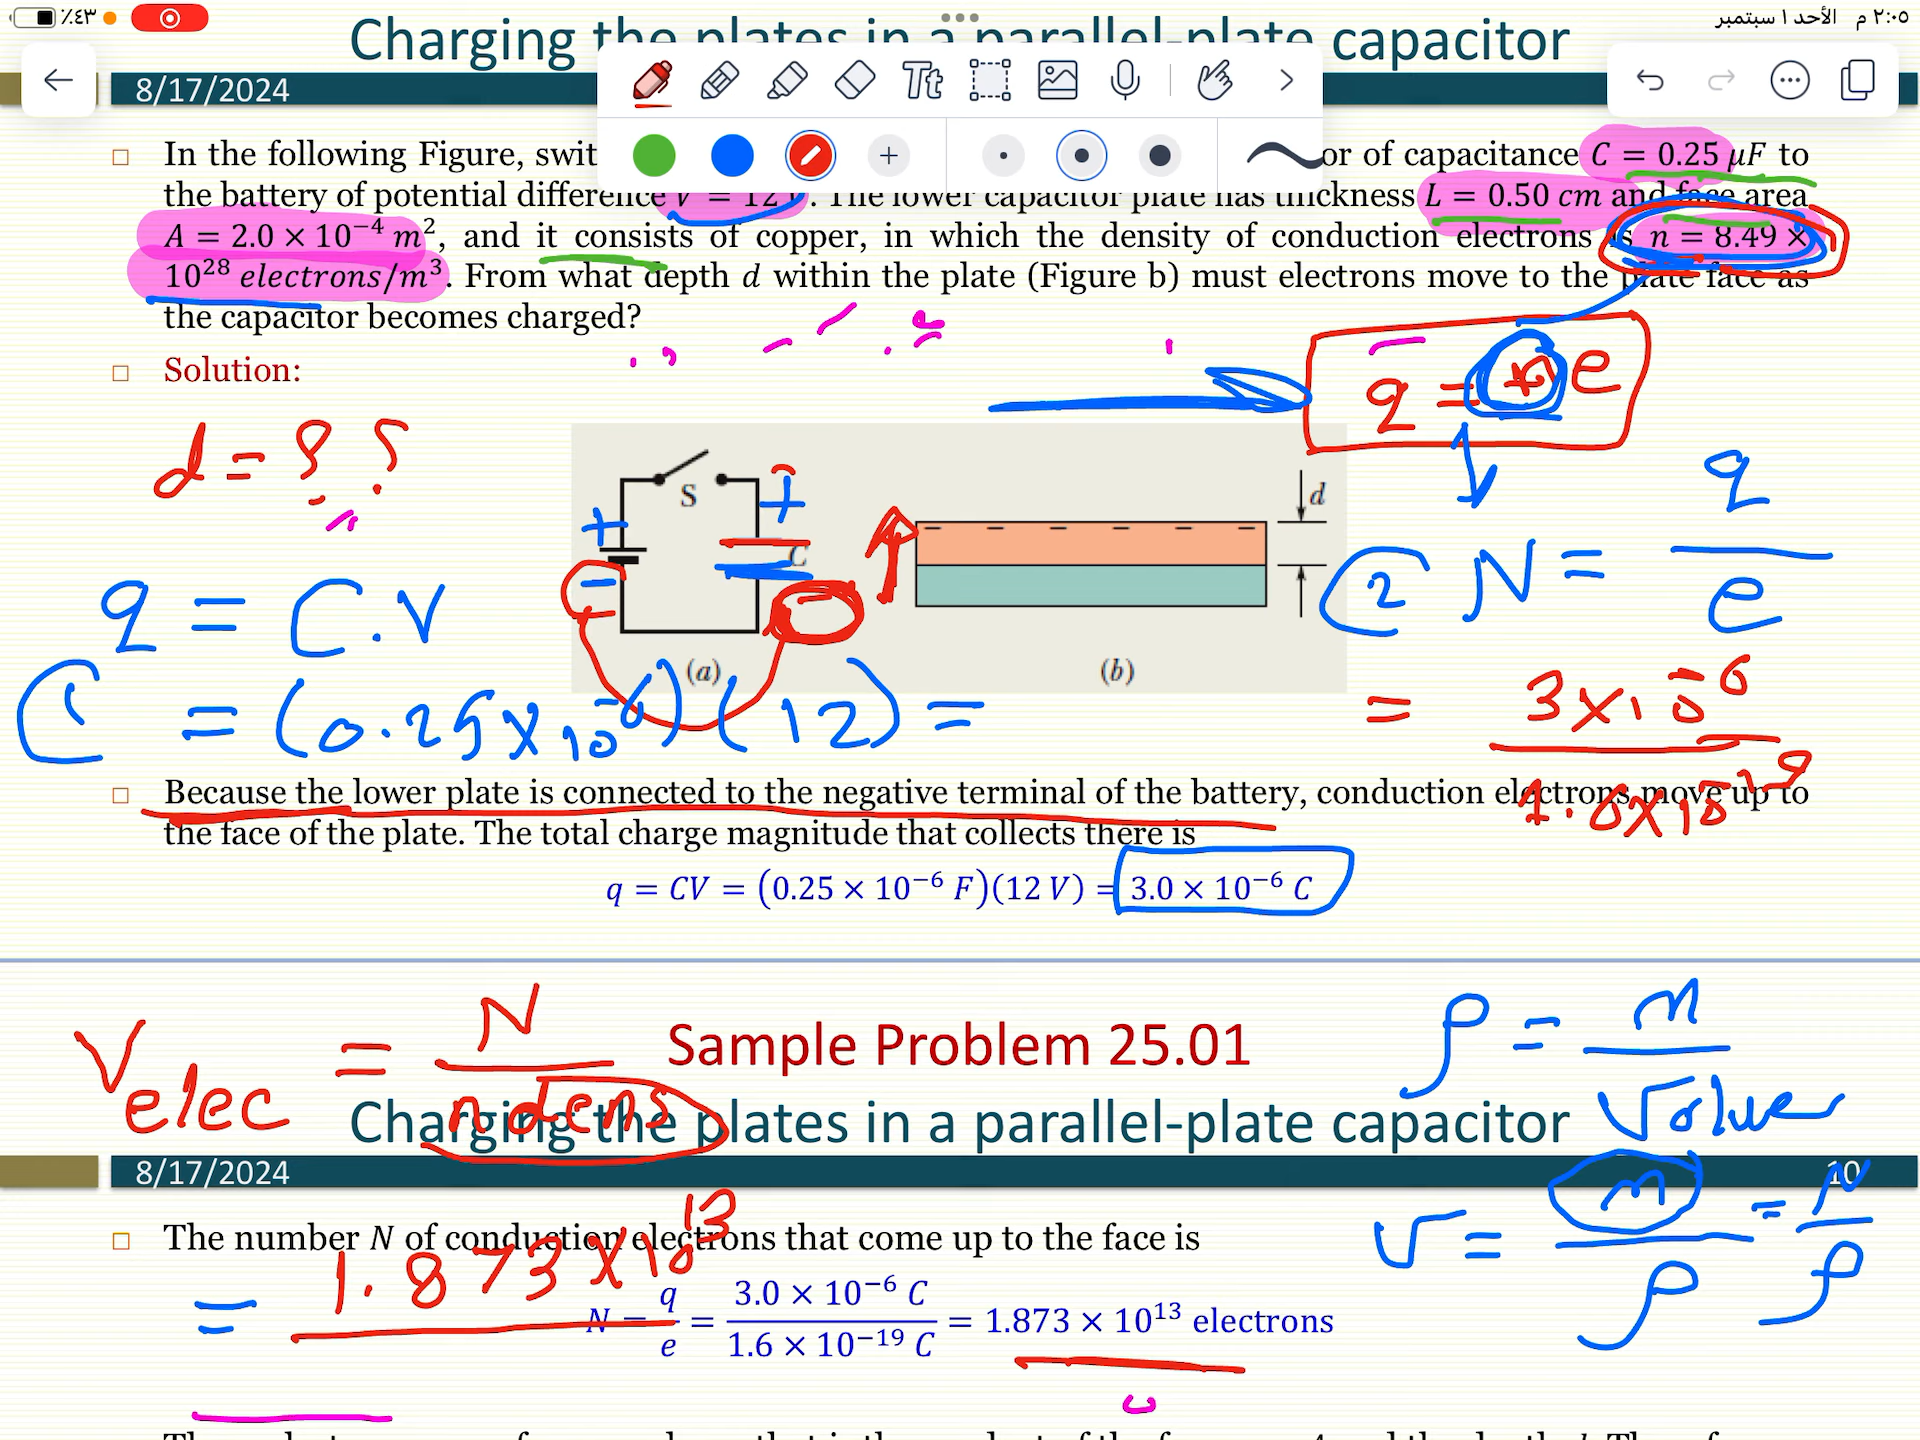 ٪٤٣
٢:٠٥ م الأحد ١ سبتمبر
Charging the plates in a parallel-plate capacitor
8/17/2024
In the following Figure, swit or of capacitance C = 0.25 μF to
the battery of potential difference V = 12 V. The lower capacitor plate has thickness L = 0.50 cm and face area
A = 2.0 × 10⁻⁴ m², and it consists of copper, in which the density of conduction electrons is n = 8.49 ×
10²⁸ electrons/m³. From what depth d within the plate (Figure b) must electrons move to the plate face as
the capacitor becomes charged?
Solution:
q = n e
d = ? ?
S
C
d
(a)
(b)
q = C.V
1
= (0.25 × 10⁻⁶) (12) =
2 N = q / e
= 3 × 10⁻⁶ / 1.6 × 10⁻¹⁹
Because the lower plate is connected to the negative terminal of the battery, conduction electrons move up to
the face of the plate. The total charge magnitude that collects there is
q = CV = (0.25 × 10⁻⁶ F)(12 V) = 3.0 × 10⁻⁶ C
Sample Problem 25.01
V elec = N / n dens
ρ = m /
Charging the plates in a parallel-plate capacitor
8/17/2024
10
V = m / ρ = N / ρ
The number N of conduction electrons that come up to the face is
= 1.873 × 10¹³
N = q / e = 3.0 × 10⁻⁶ C / 1.6 × 10⁻¹⁹ C = 1.873 × 10¹³ electrons